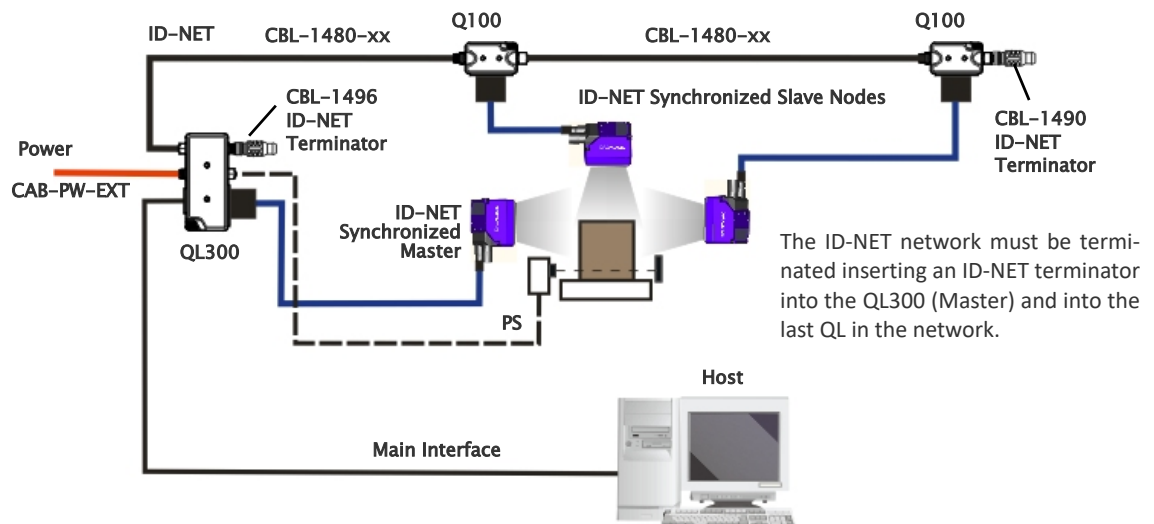 Q100
Q100
ID-NET
CBL-1480-xx
CBL-1480-xx
CBL-1496
ID-NET
Terminator
ID-NET Synchronized Slave Nodes
CBL-1490
ID-NET
Terminator
Power
CAB-PW-EXT
QL300
ID-NET
Synchronized
Master
PS
The ID-NET network must be termi-
nated inserting an ID-NET terminator
into the QL300 (Master) and into the
last QL in the network.
Host
Main Interface